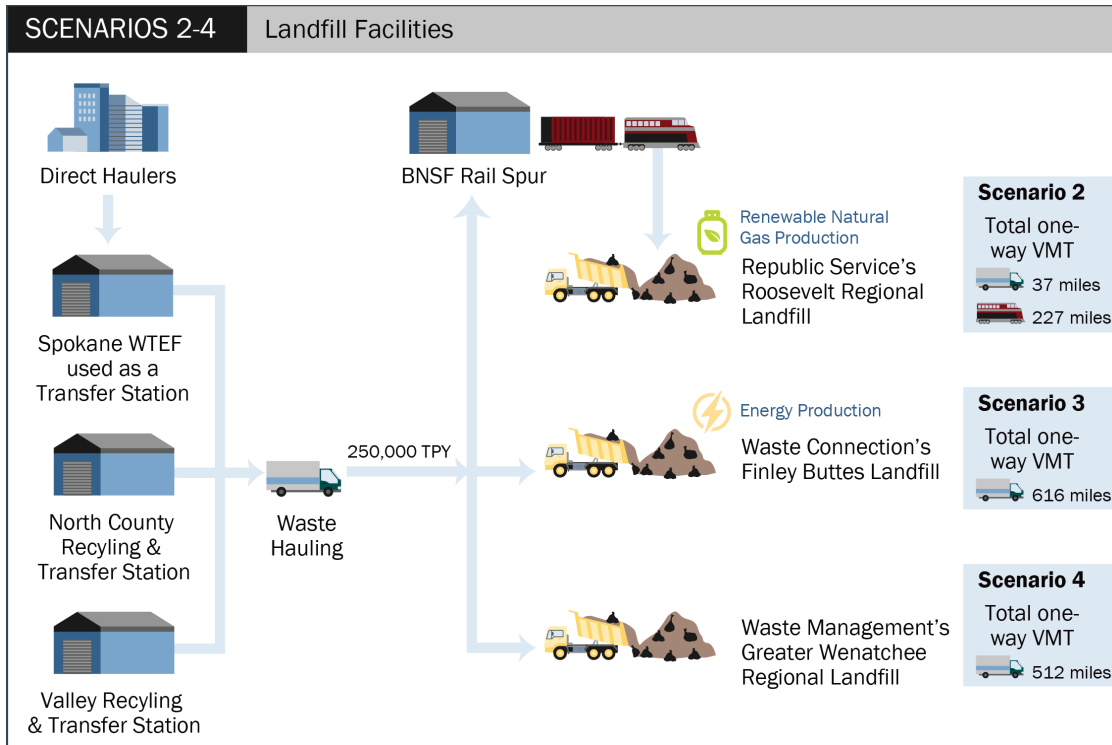 SCENARIOS 2-4
Landfill Facilities
Direct Haulers
BNSF Rail Spur
Spokane WTEF
used as a
Transfer Station
North County
Recyling &
Transfer Station
Valley Recyling
& Transfer Station
Waste
Hauling
250,000 TPY
Renewable Natural
Gas Production
Republic Service’s
Roosevelt Regional
Landfill
Energy Production
Waste Connection’s
Finley Buttes Landfill
Waste Management’s
Greater Wenatchee
Regional Landfill
Scenario 2
Total one-
way VMT
37 miles
227 miles
Scenario 3
Total one-
way VMT
616 miles
Scenario 4
Total one-
way VMT
512 miles